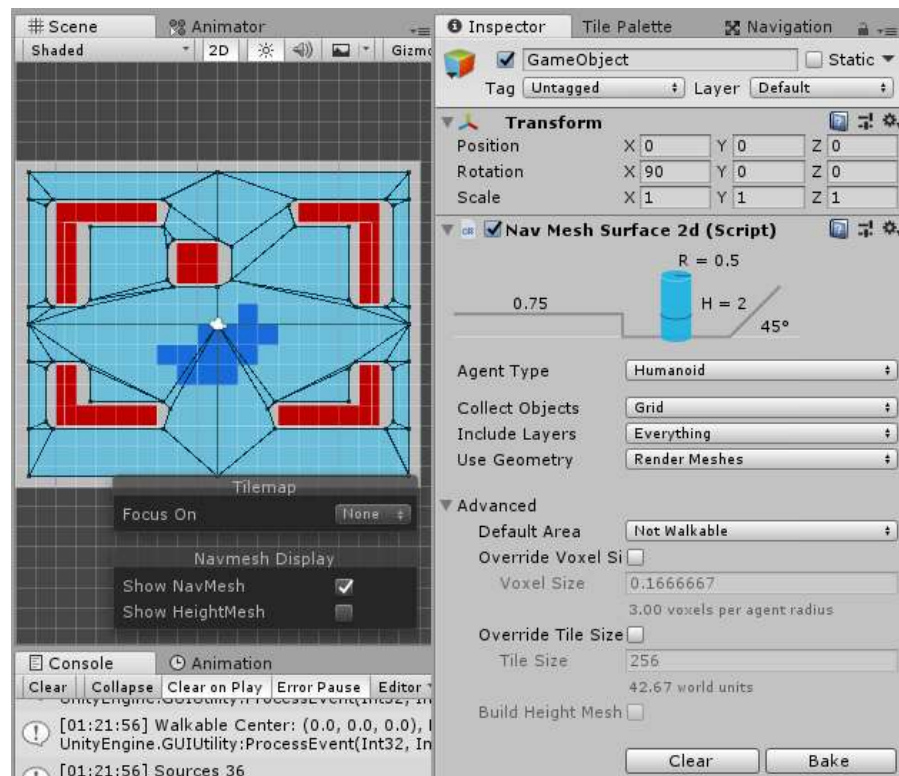 # Scene
Animator
Shaded
2D
Gizmo
Tilemap
Focus On
None
Navmesh Display
Show NavMesh
Show HeightMesh
Console
Animation
Clear
Collapse
Clear on Play
Error Pause
Editor
UnityEngine.GUIUtility:ProcessEvent(Int32, In
[01:21:56] Walkable Center: (0.0, 0.0, 0.0),
UnityEngine.GUIUtility:ProcessEvent(Int32, In
[01:21:56] Sources 36
Inspector
Tile Palette
Navigation
GameObject
Static
Tag Untagged
Layer Default
Transform
Position X 0 Y 0 Z 0
Rotation X 90 Y 0 Z 0
Scale X 1 Y 1 Z 1
Nav Mesh Surface 2d (Script)
R = 0.5
0.75
H = 2
45°
Agent Type Humanoid
Collect Objects Grid
Include Layers Everything
Use Geometry Render Meshes
Advanced
Default Area Not Walkable
Override Voxel Si
Voxel Size 0.1666667
3.00 voxels per agent radius
Override Tile Size
Tile Size 256
42.67 world units
Build Height Mesh
Clear
Bake